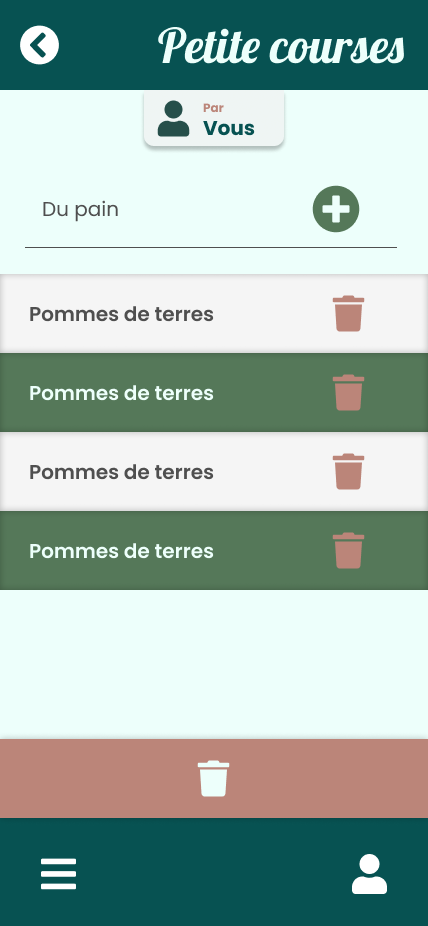 Petite courses
Par
Vous
Du pain
Pommes de terres
Pommes de terres
Pommes de terres
Pommes de terres